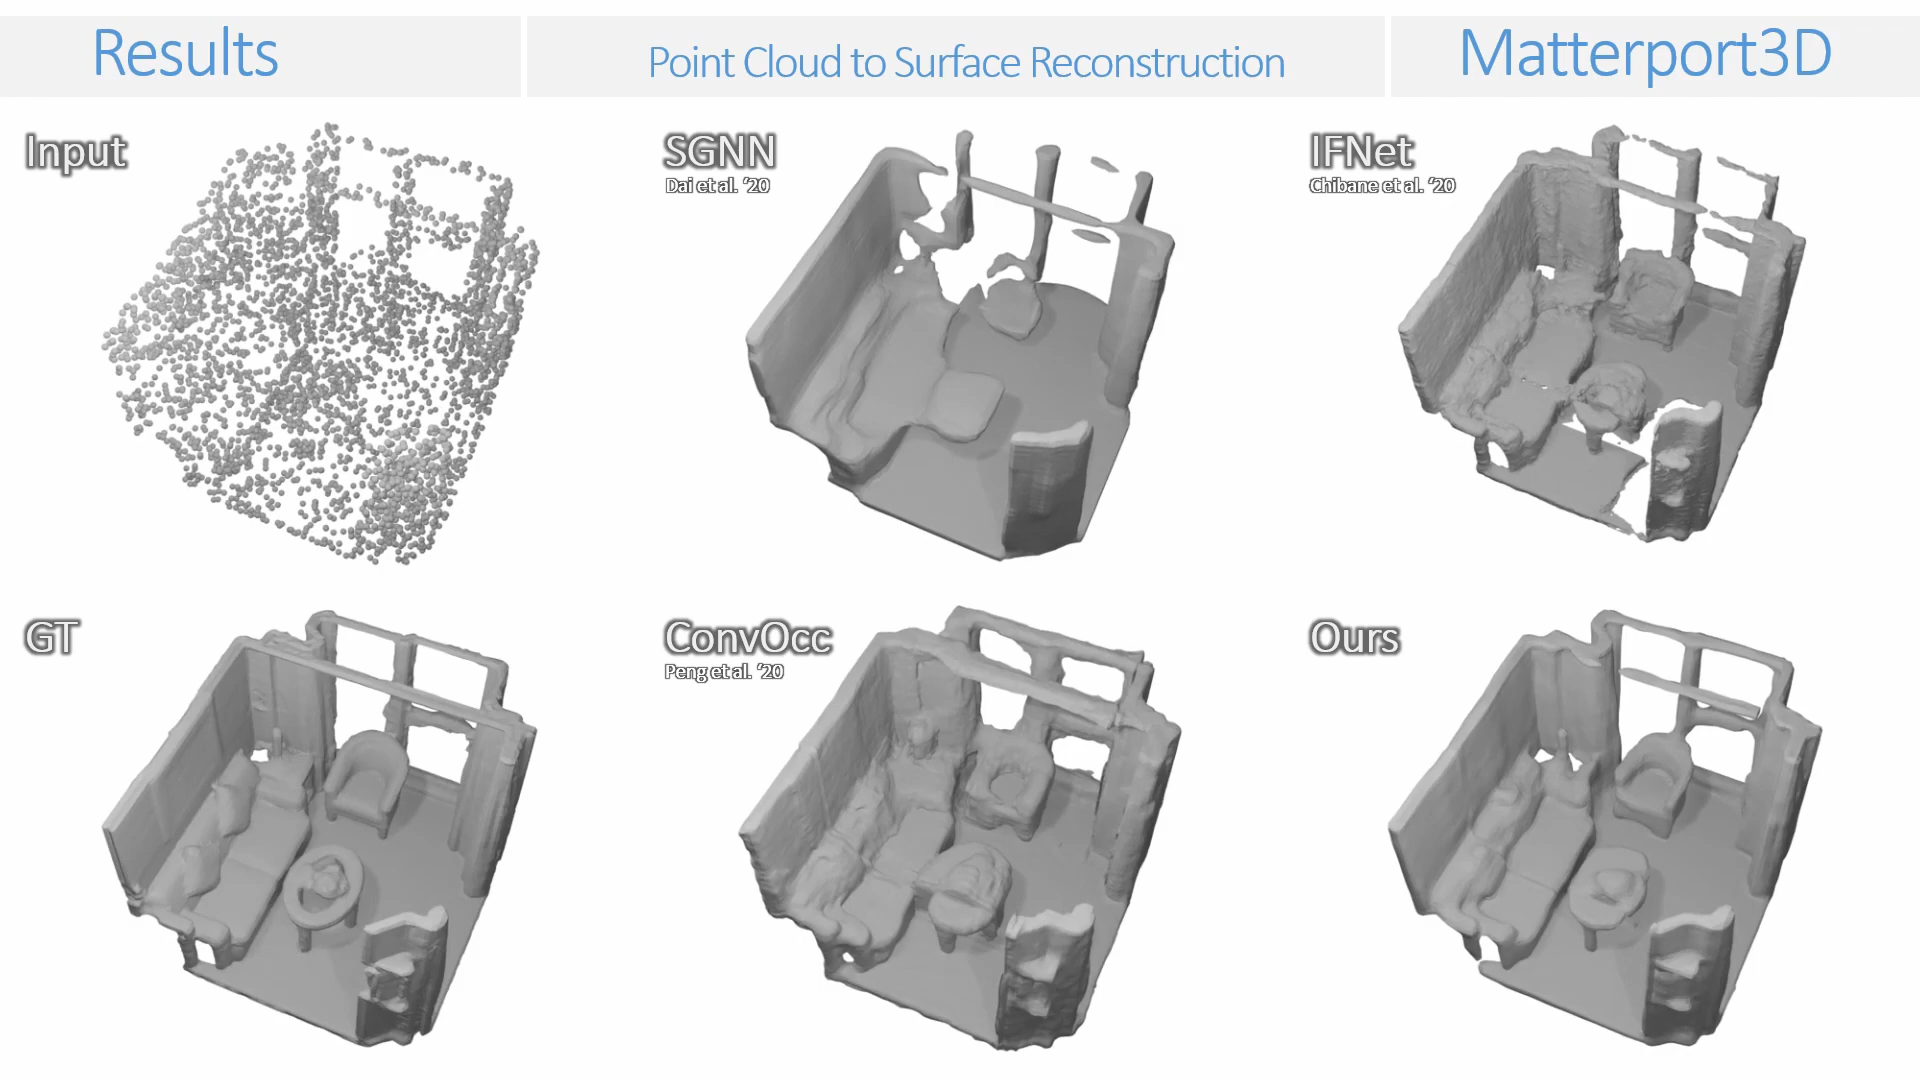 Results
Point Cloud to Surface Reconstruction
Matterport3D
Input
SGNN
Dai et al. ‘20
IFNet
Chibane et al. ‘20
GT
ConvOcc
Peng et al. ‘20
Ours